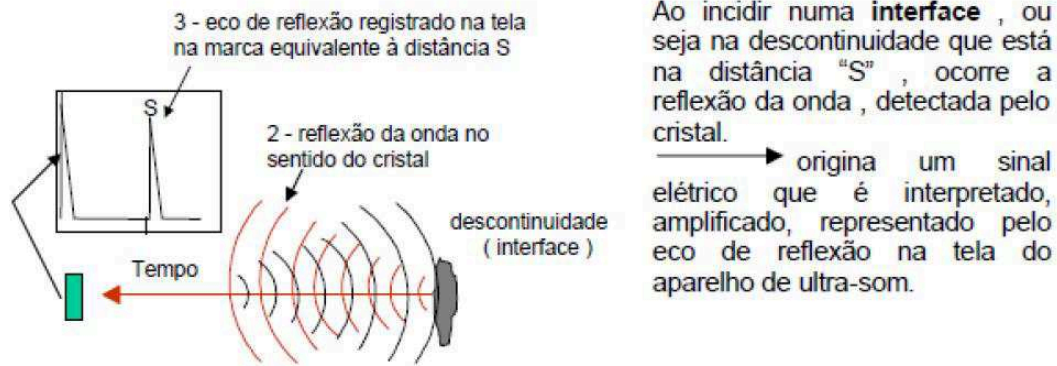 3 - eco de reflexão registrado na tela
na marca equivalente à distância S
S
2 - reflexão da onda no
sentido do cristal
descontinuidade
( interface )
Tempo
Ao incidir numa interface , ou
seja na descontinuidade que está
na distância “S” , ocorre a
reflexão da onda , detectada pelo
cristal.
origina um sinal
elétrico que é interpretado,
amplificado, representado pelo
eco de reflexão na tela do
aparelho de ultra-som.